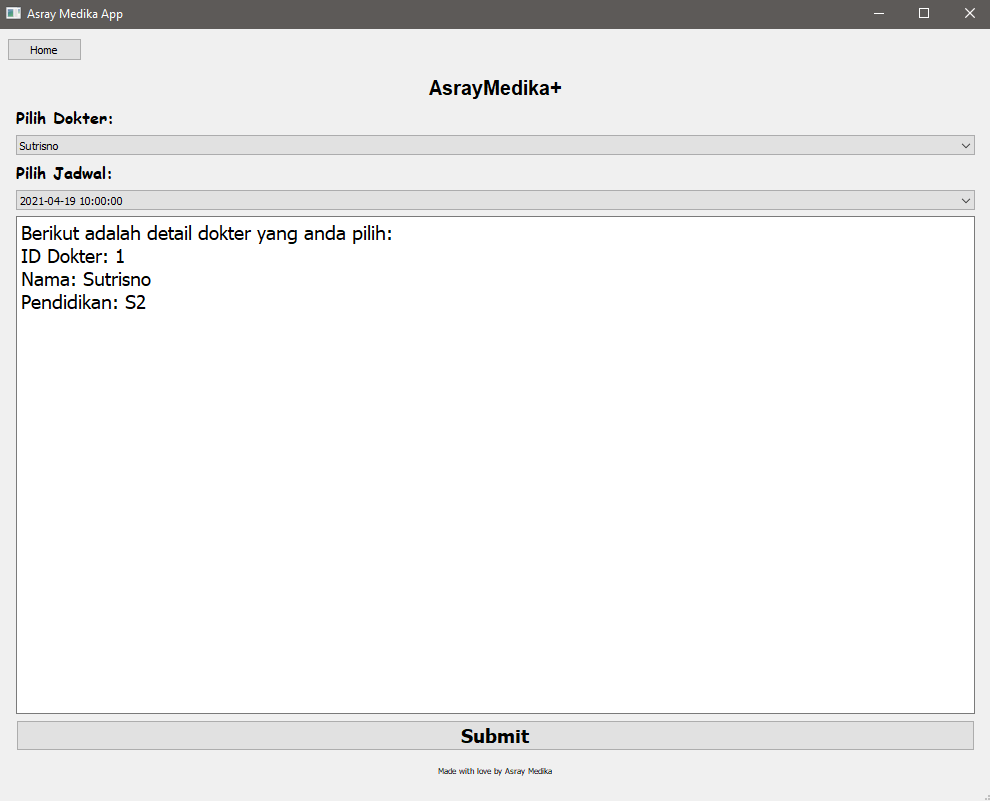 Asray Medika App
Home
AsrayMedika+
Pilih Dokter:
Sutrisno
Pilih Jadwal:
2021-04-19 10:00:00
Berikut adalah detail dokter yang anda pilih:
ID Dokter: 1
Nama: Sutrisno
Pendidikan: S2
Submit
Made with love by Asray Medika